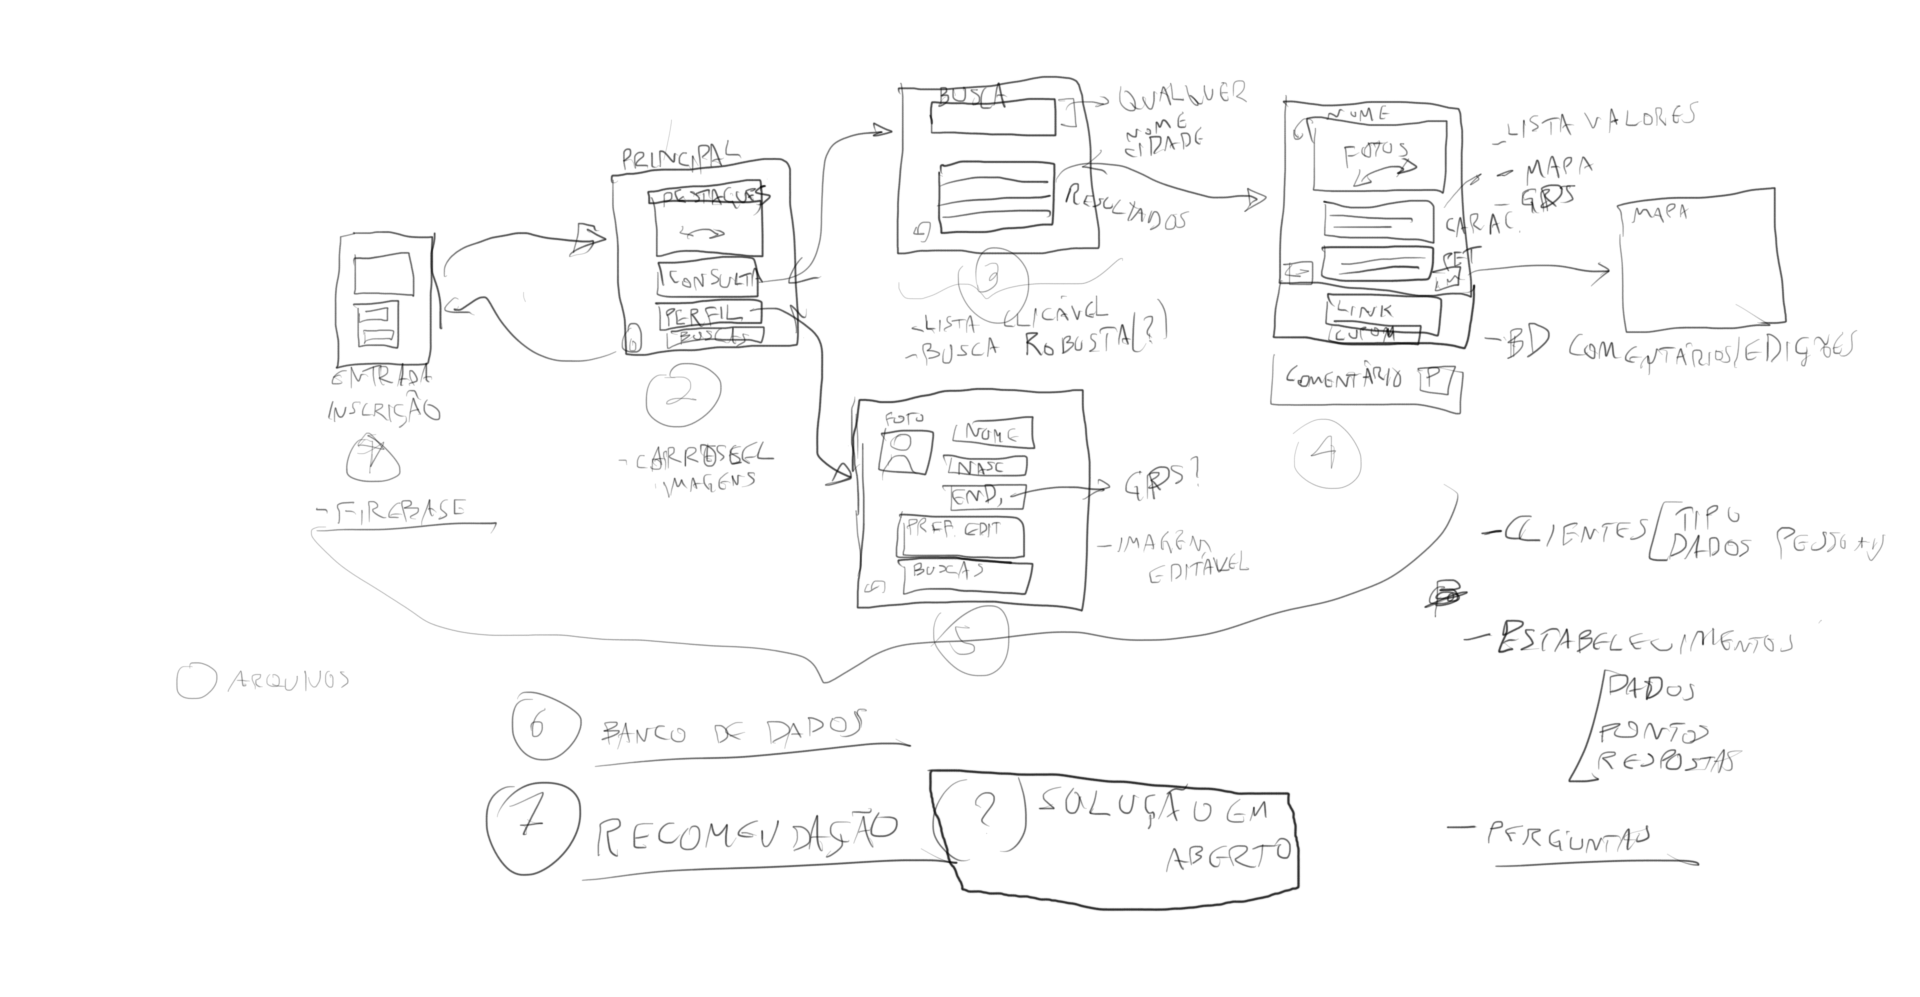 ENTRADA
INSCRIÇÃO
1
- FIREBASE
PRINCIPAL
DESTAQUES
CONSULTA
PERFIL
BUSCAS
2
- CARROSSEL
IMAGENS
BUSCA
QUALQUER
NOME
CIDADE
RESULTADOS
3
- LISTA CLICÁVEL
- BUSCA ROBUSTA(?)
NOME
FOTOS
- LISTA VALORES
- MAPA
- GPS
CARAC.
LINK
COMENTÁRIO P
4
MAPA
- BD COMENTÁRIOS/EDIÇÕES
FOTO
NOME
NASC
END.
GPS?
PREF. EDIT
BUSCAS
- IMAGEM
EDITÁVEL
5
ARQUIVOS
6 BANCO DE DADOS
7 RECOMENDAÇÃO
? SOLUÇÃO EM
ABERTO
- CLIENTES [ TIPO
DADOS PESSOAIS
- ESTABELECIMENTOS
DADOS
PONTOS
RESPOSTAS
- PERGUNTAS